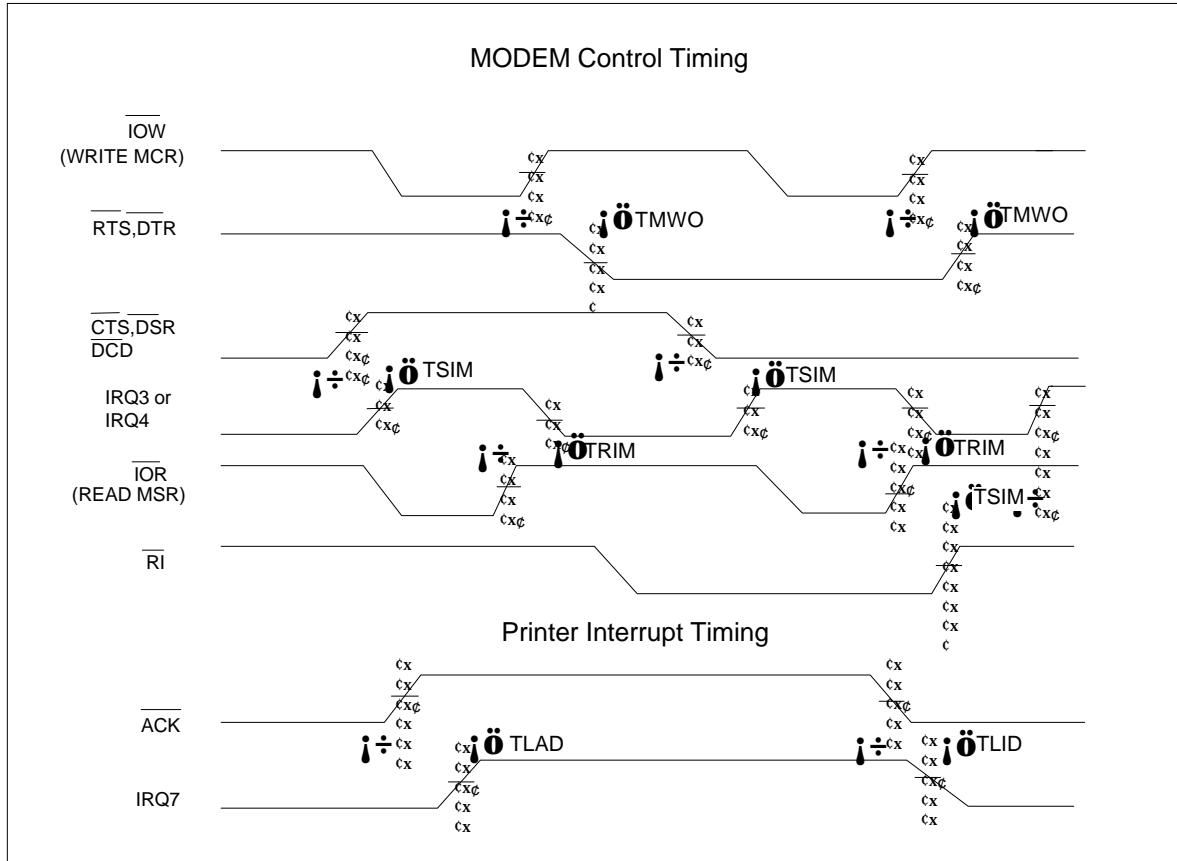 MODEM Control Timing
IOW
(WRITE MCR)
RTS,DTR
TMWO
TMWO
CTS,DSR
DCD
TSIM
TSIM
IRQ3 or
IRQ4
TRIM
TRIM
IOR
(READ MSR)
TSIM
RI
Printer Interrupt Timing
ACK
TLAD
TLID
IRQ7